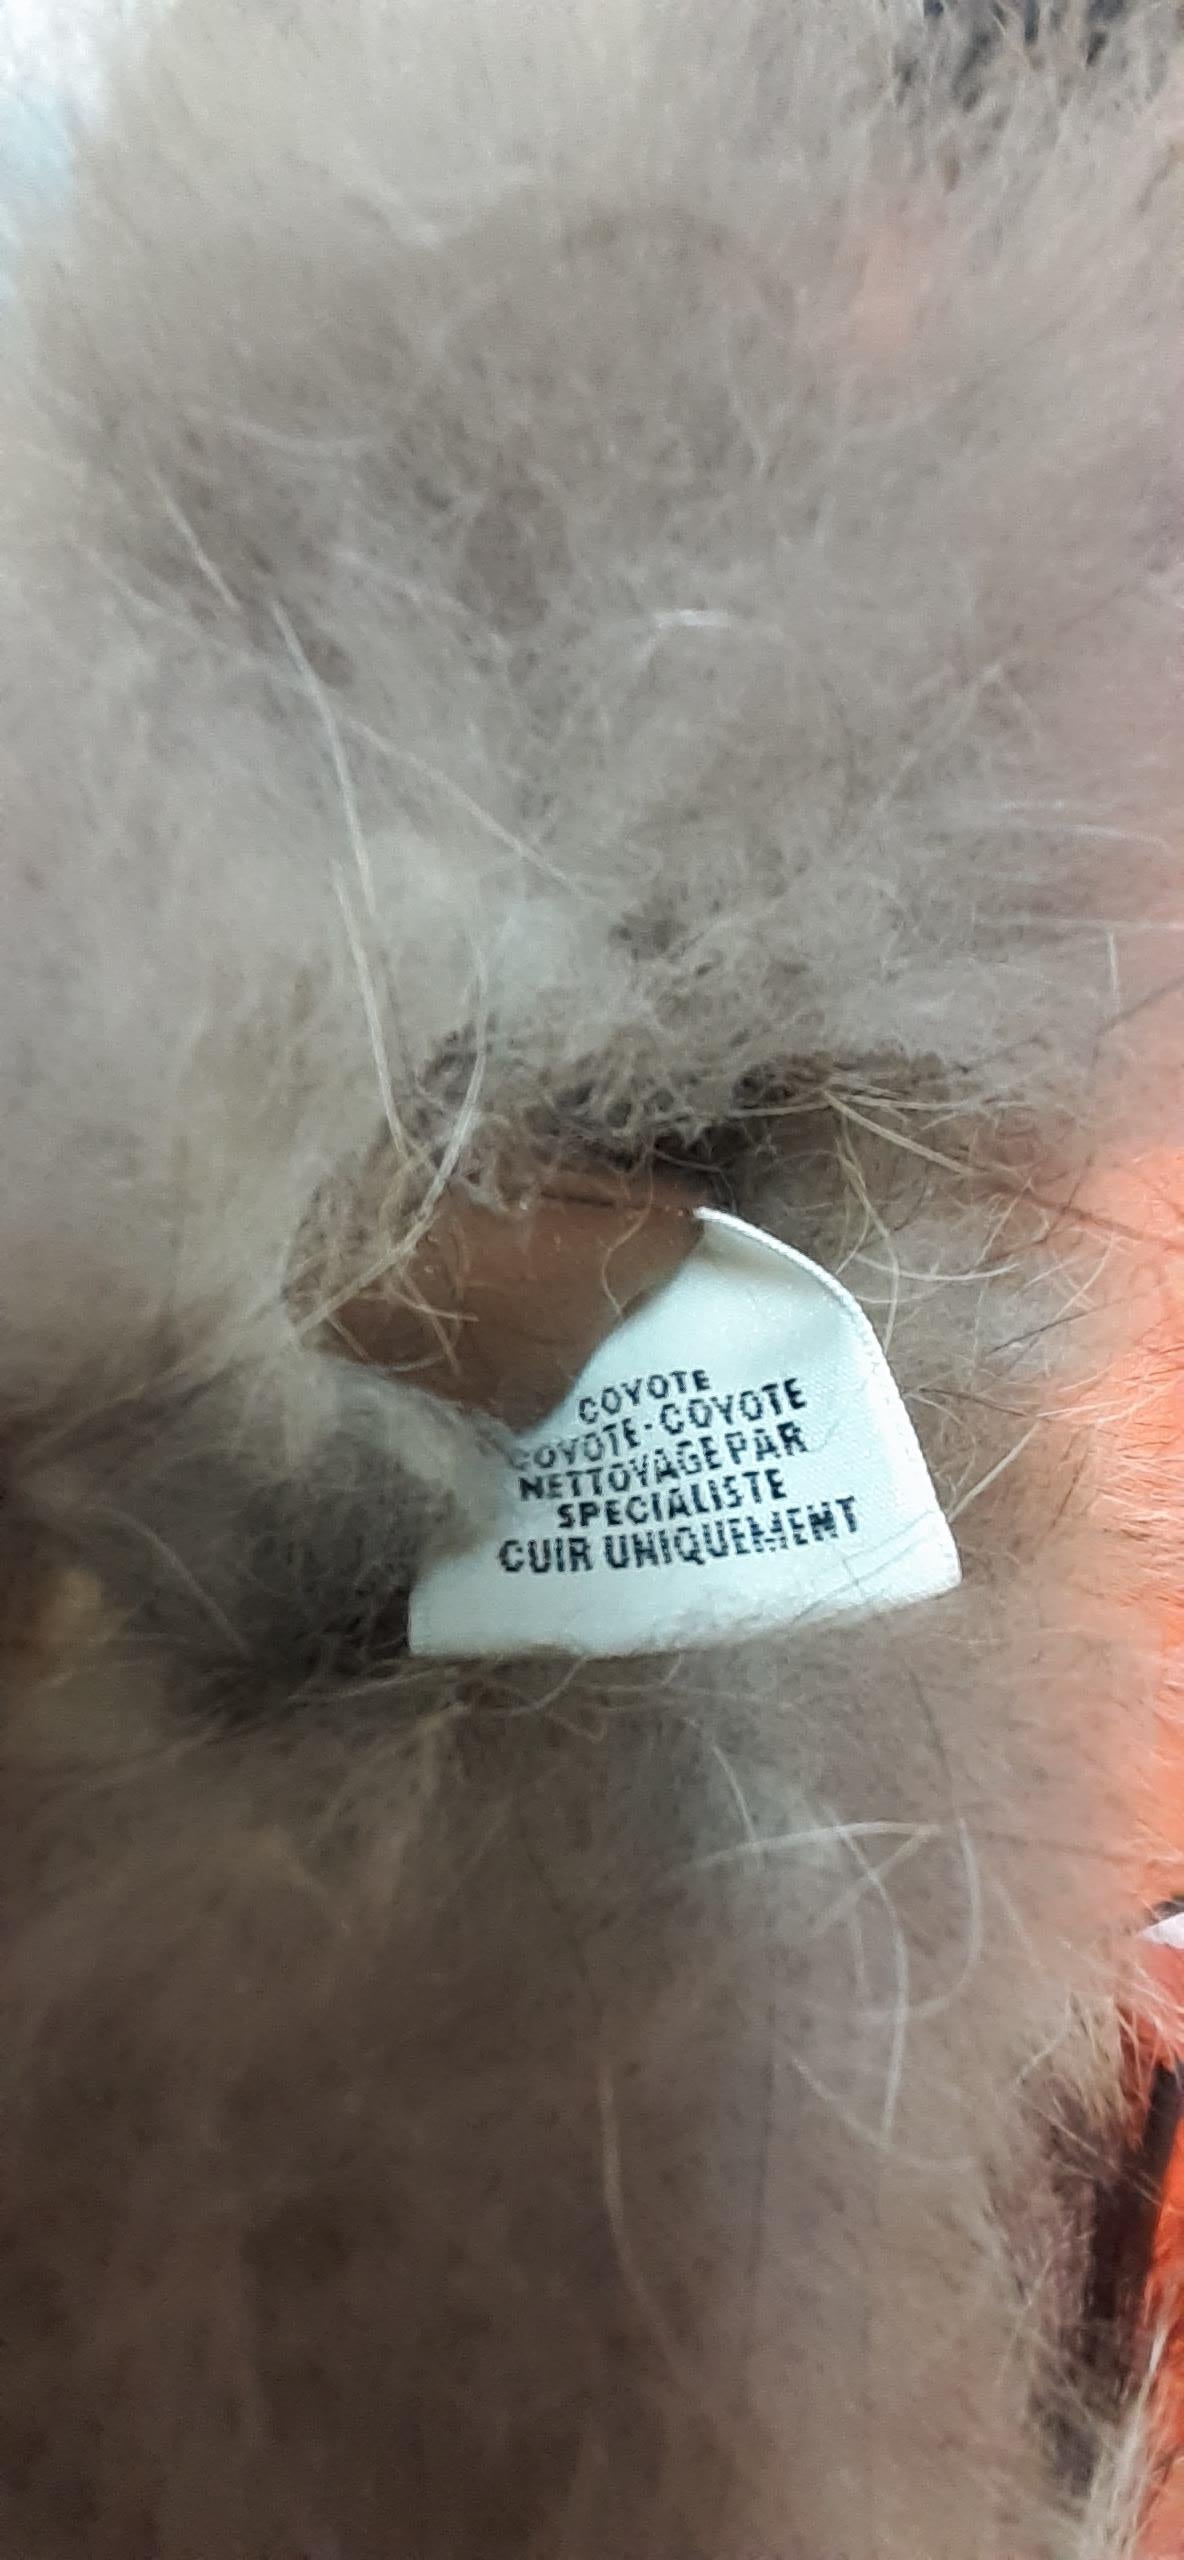 COYOTE
COYOTE-COYOTE
NETTOYAGE PAR
SPECIALISTE
CUIR UNIQUEMENT